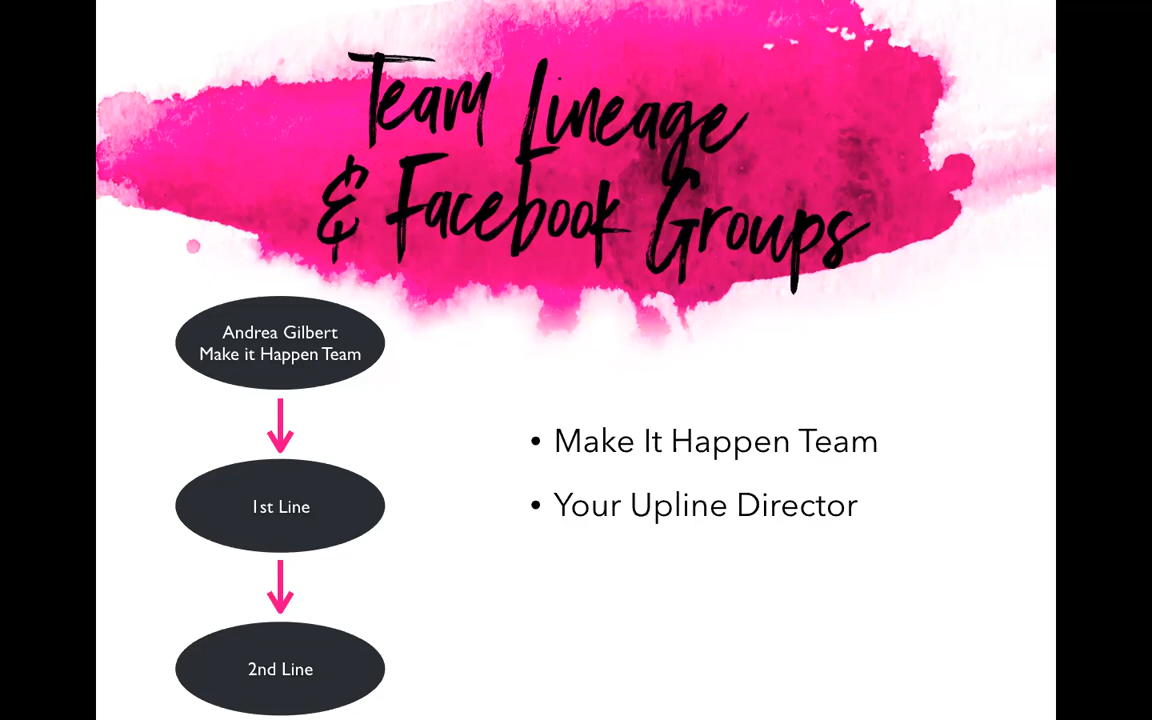 Team Lineage
& Facebook Groups
Andrea Gilbert
Make it Happen Team
1st Line
2nd Line
• Make It Happen Team
• Your Upline Director